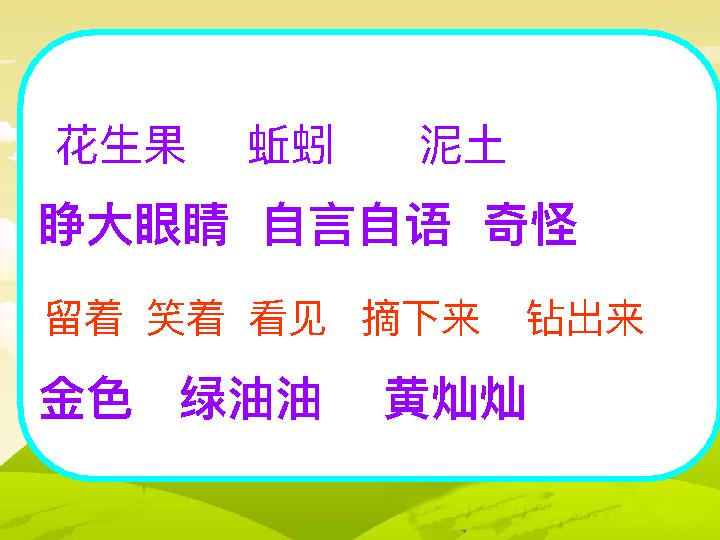 花生果 蚯蚓 泥土
睁大眼睛 自言自语 奇怪
留着 笑着 看见 摘下来 钻出来
金色 绿油油 黄灿灿